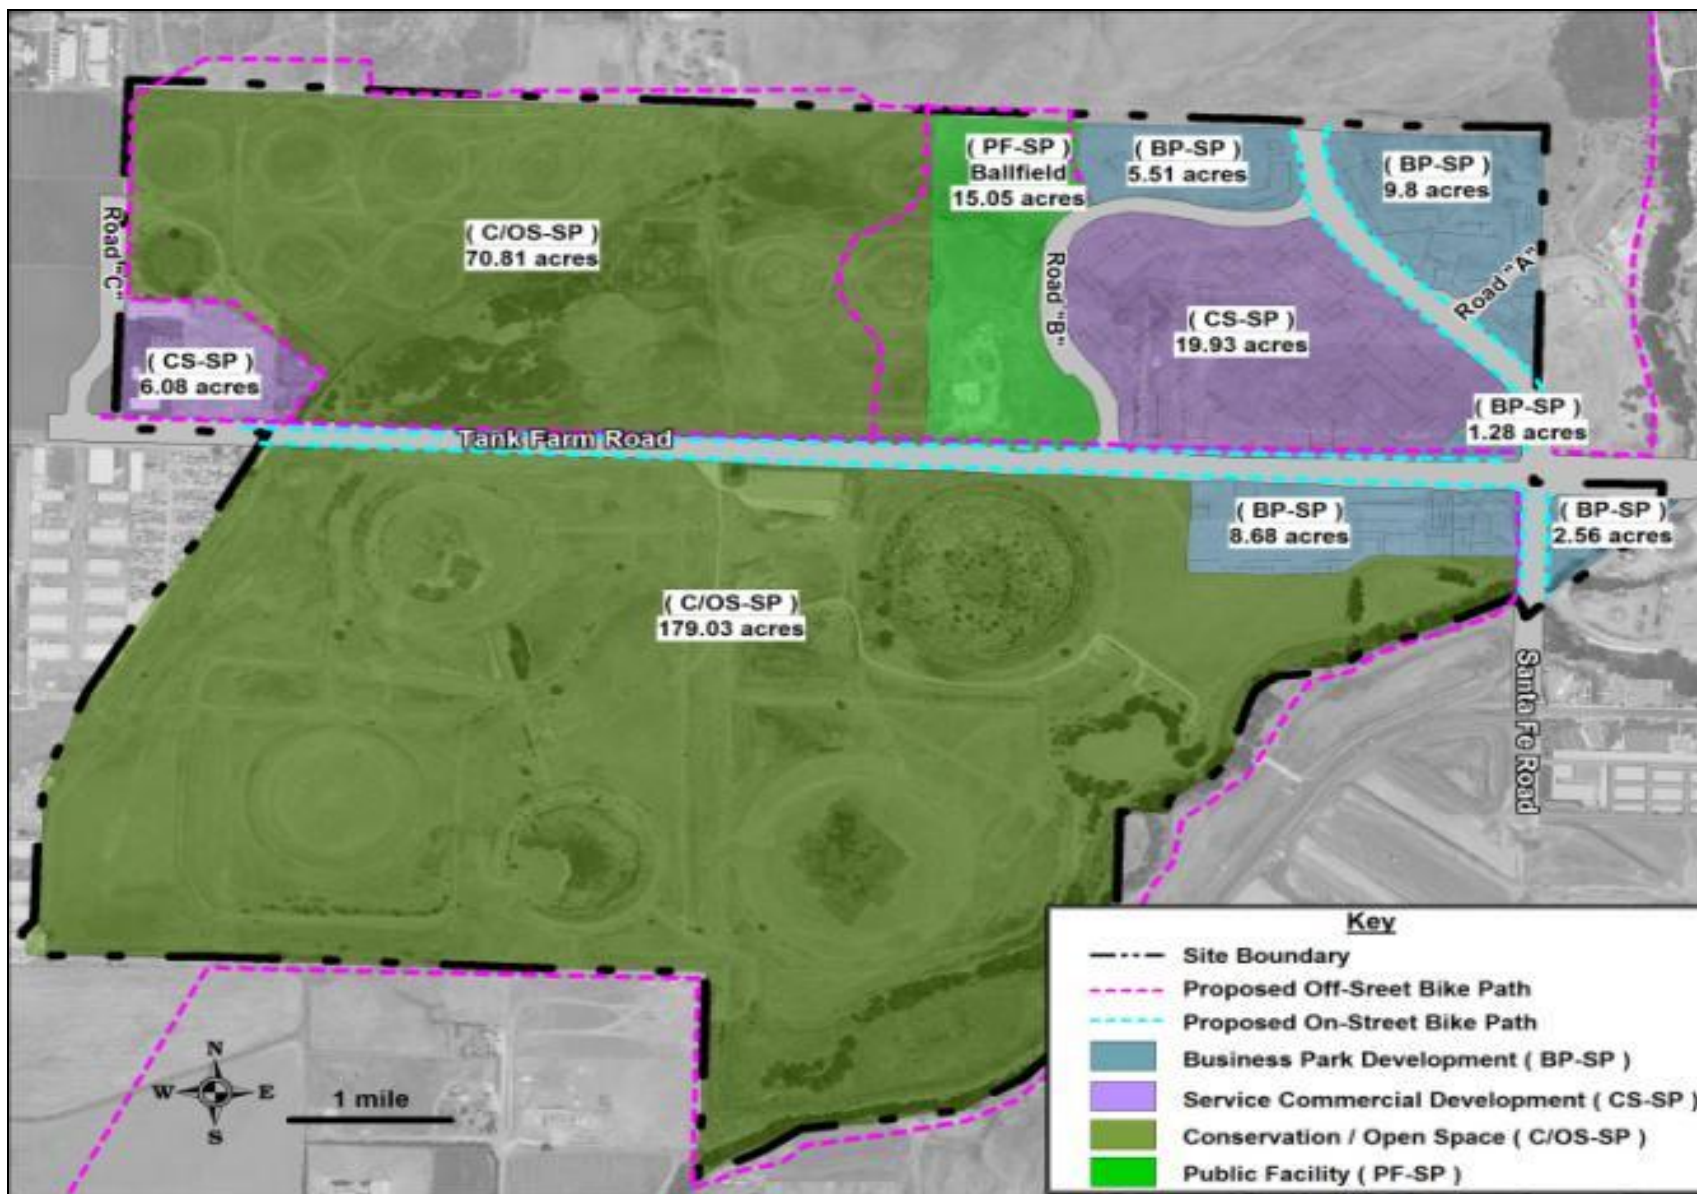 ( PF-SP )
Ballfield
15.05 acres
( BP-SP )
5.51 acres
( BP-SP )
9.8 acres
( C/OS-SP )
70.81 acres
Road "C"
Road "B"
Road "A"
( CS-SP )
19.93 acres
( CS-SP )
6.08 acres
( BP-SP )
1.28 acres
Tank Farm Road
( BP-SP )
8.68 acres
( BP-SP )
2.56 acres
( C/OS-SP )
179.03 acres
Santa Fe Road
Key
Site Boundary
Proposed Off-Sreet Bike Path
Proposed On-Street Bike Path
Business Park Development ( BP-SP )
Service Commercial Development ( CS-SP )
Conservation / Open Space ( C/OS-SP )
Public Facility ( PF-SP )
N
W E
S
1 mile